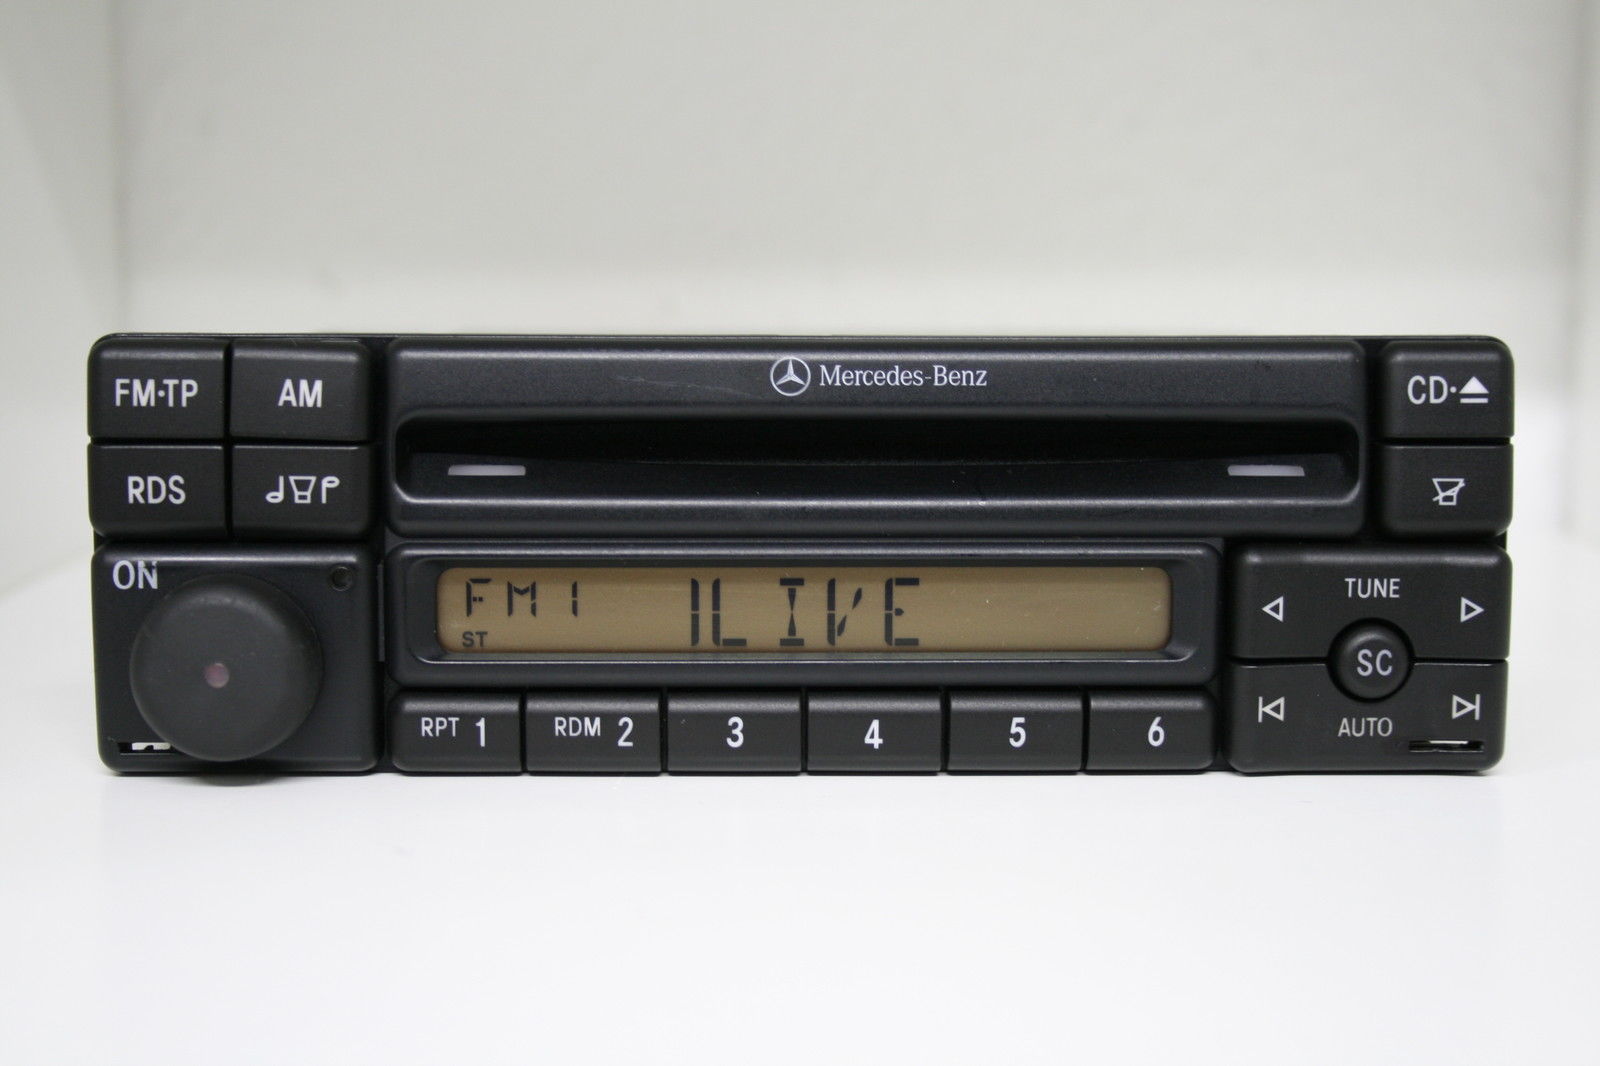 FM·TP AM Mercedes-Benz CD·
RDS
ON FM1 1LIVE TUNE
ST SC
RPT 1 RDM 2 3 4 5 6 AUTO